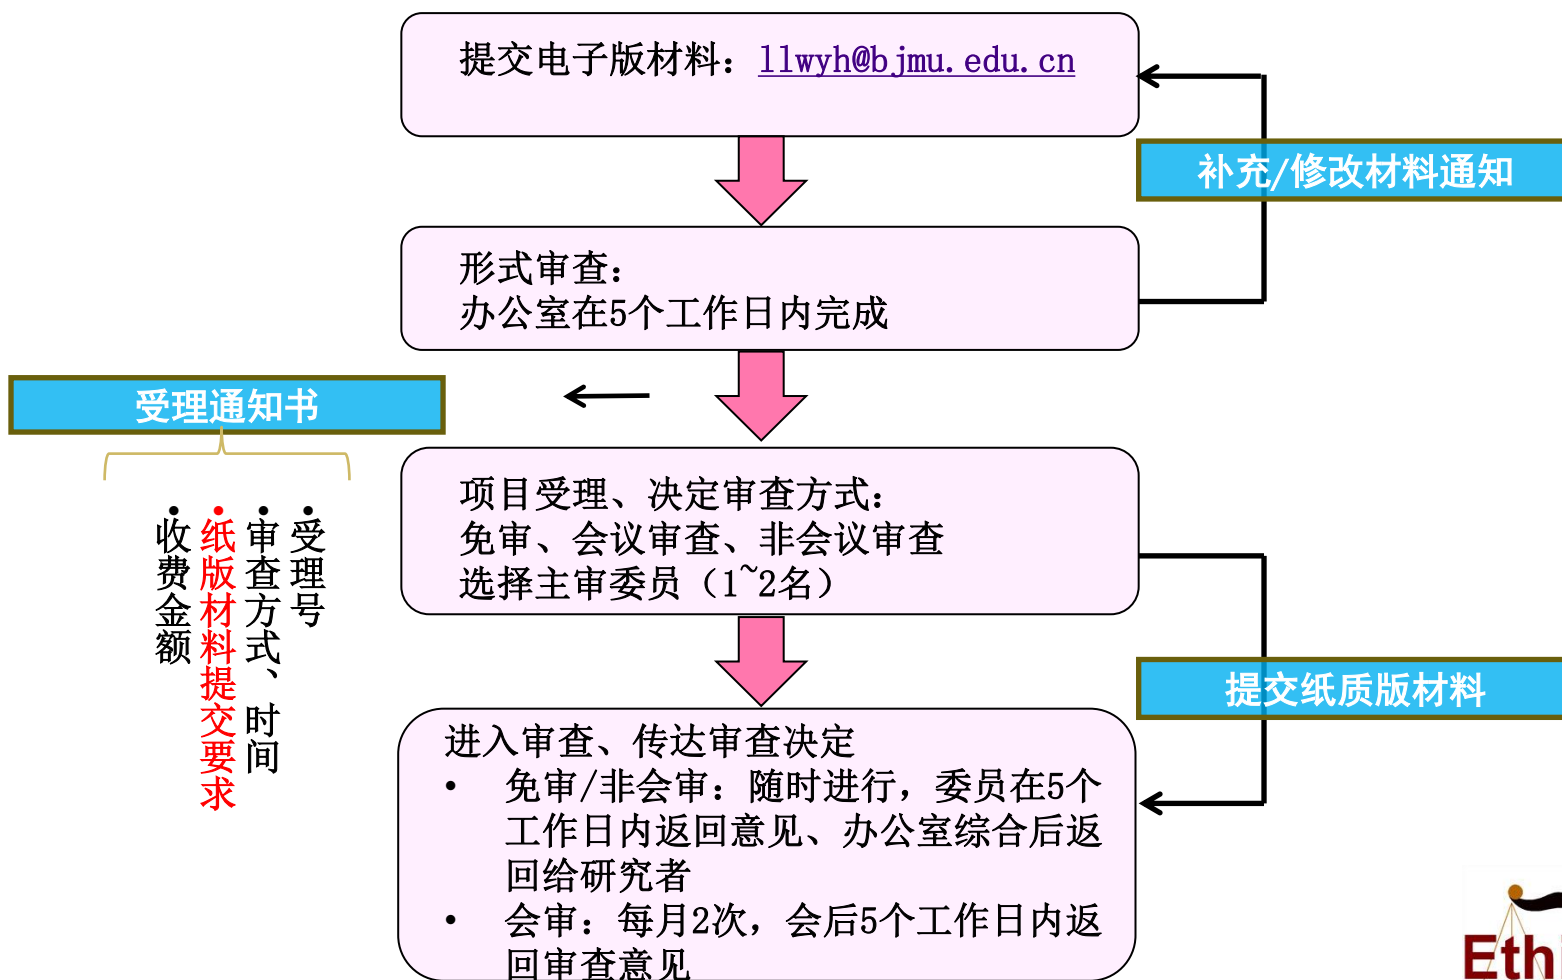 提交电子版材料：llwyh@bjmu.edu.cn
补充/修改材料通知
形式审查：
办公室在5个工作日内完成
受理通知书
•受理号
•审查方式、时间
•纸版材料提交要求
•收费金额
项目受理、决定审查方式：
免审、会议审查、非会议审查
选择主审委员（1~2名）
提交纸质版材料
进入审查、传达审查决定
• 免审/非会审：随时进行，委员在5个
工作日内返回意见、办公室综合后返
回给研究者
• 会审：每月2次，会后5个工作日内返
回审查意见
Ethi